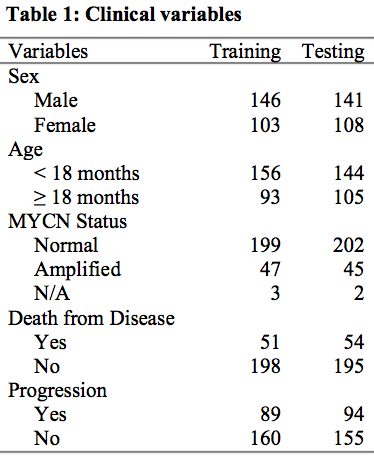 Table 1: Clinical variables
Variables Training Testing
Sex
Male 146 141
Female 103 108
Age
< 18 months 156 144
≥ 18 months 93 105
MYCN Status
Normal 199 202
Amplified 47 45
N/A 3 2
Death from Disease
Yes 51 54
No 198 195
Progression
Yes 89 94
No 160 155